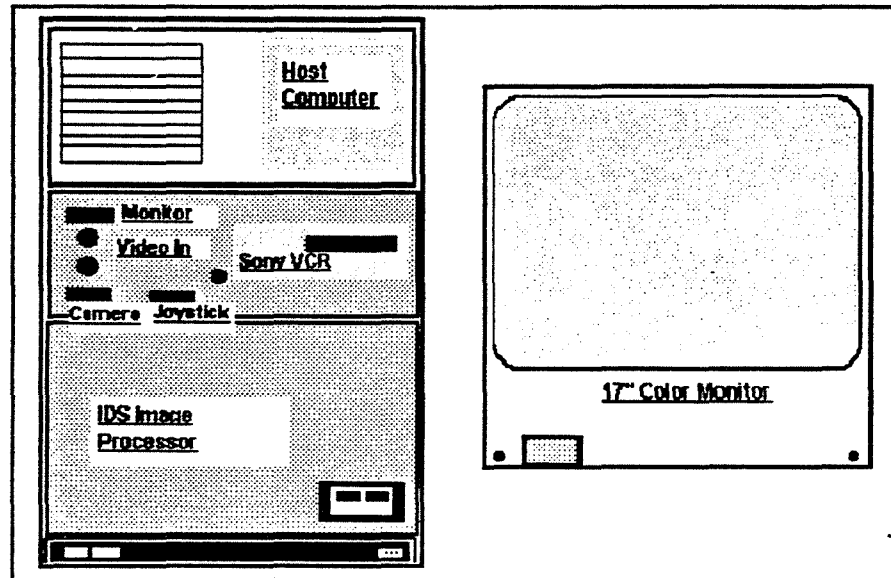 Host
Computer
Monitor
Video In
Sony VCR
Camera Joystick
IDS Image
Processor
17" Color Monitor